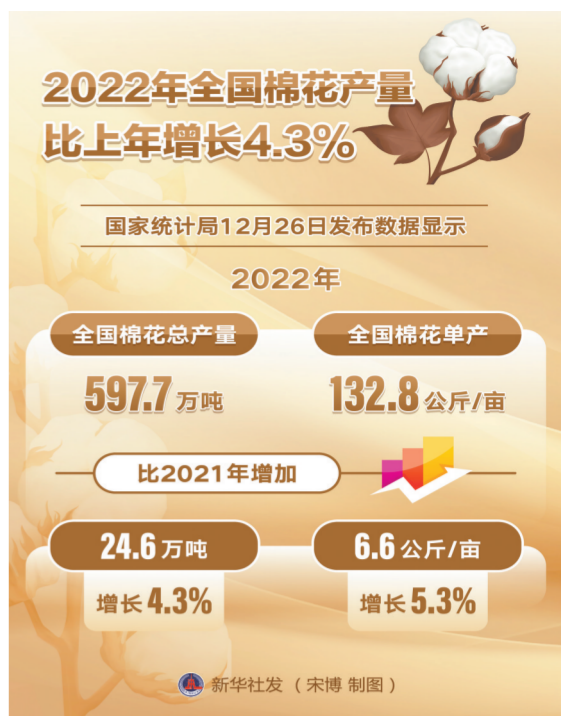 2022年全国棉花产量
比上年增长4.3%
国家统计局12月26日发布数据显示
2022年
全国棉花总产量
全国棉花单产
597.7万吨
132.8公斤/亩
比2021年增加
24.6万吨
6.6公斤/亩
增长4.3%
增长5.3%
新华社发（宋博 制图）